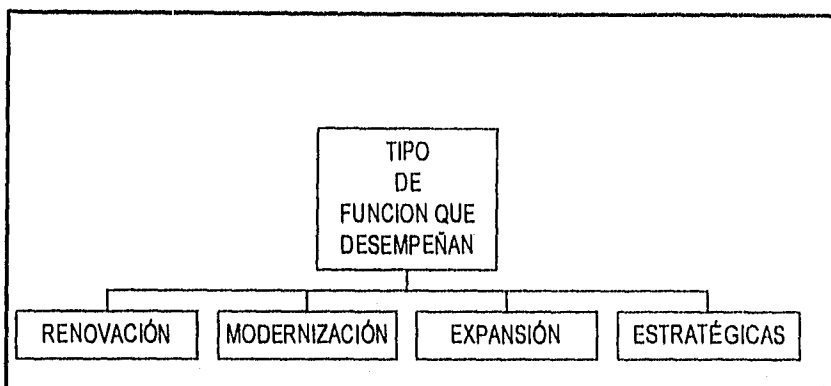 TIPO
DE
FUNCION QUE
DESEMPEÑAN
RENOVACIÓN
MODERNIZACIÓN
EXPANSIÓN
ESTRATÉGICAS